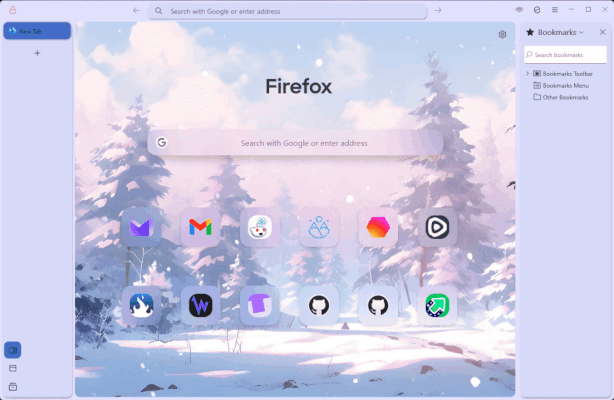 Search with Google or enter address
New Tab
Bookmarks
Search bookmarks
Bookmarks Toolbar
Bookmarks Menu
Other Bookmarks
Firefox
Search with Google or enter address